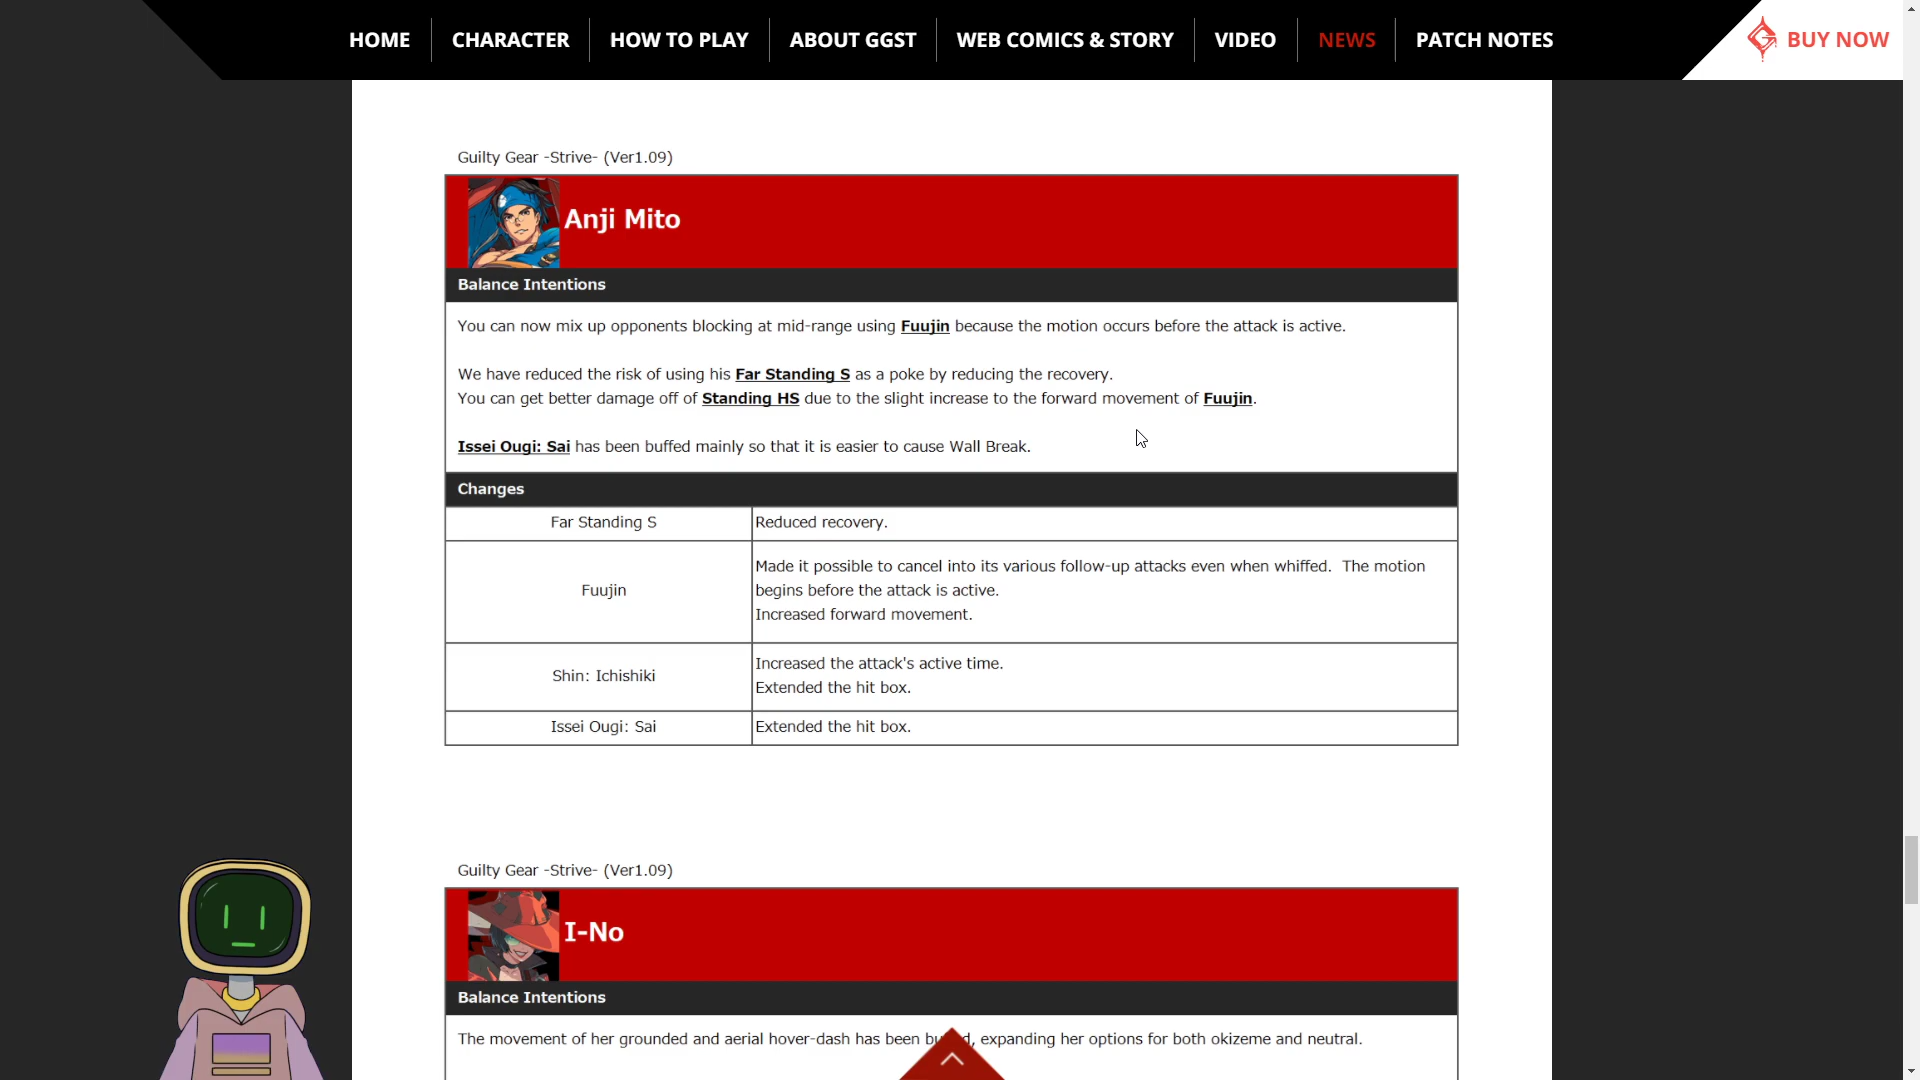 HOME
CHARACTER
HOW TO PLAY
ABOUT GGST
WEB COMICS & STORY
VIDEO
NEWS
PATCH NOTES
BUY NOW
Guilty Gear -Strive- (Ver1.09)
Anji Mito
Balance Intentions
You can now mix up opponents blocking at mid-range using Fuujin because the motion occurs before the attack is active.
We have reduced the risk of using his Far Standing S as a poke by reducing the recovery.
You can get better damage off of Standing HS due to the slight increase to the forward movement of Fuujin.
Issei Ougi: Sai has been buffed mainly so that it is easier to cause Wall Break.
Changes
Far Standing S
Reduced recovery.
Fuujin
Made it possible to cancel into its various follow-up attacks even when whiffed. The motion
begins before the attack is active.
Increased forward movement.
Shin: Ichishiki
Increased the attack's active time.
Extended the hit box.
Issei Ougi: Sai
Extended the hit box.
Guilty Gear -Strive- (Ver1.09)
I-No
Balance Intentions
The movement of her grounded and aerial hover-dash has been , expanding her options for both okizeme and neutral.